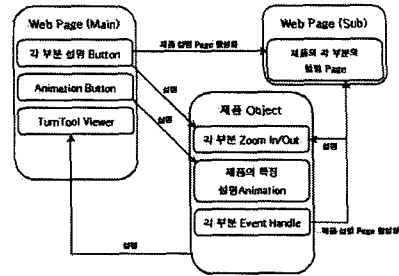 Web Page (Main)
각 부분 설명 Button
Animation Button
TurnTool Viewer
제품 설명 Page 활성화
Web Page (Sub)
제품의 각 부분의
설명 Page
설명
설명
제품 Object
각 부분 Zoom In/Out
제품의 특징
설명Animation
각 부분 Event Handle
설명
제품 설명 Page 활성화
설명